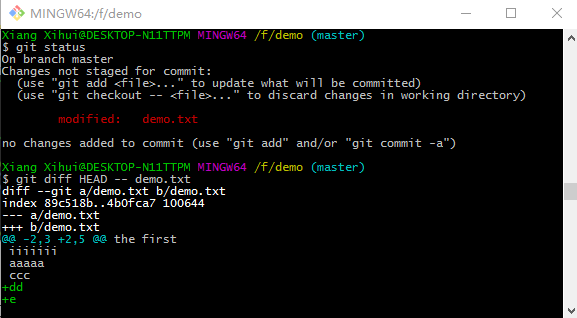 MINGW64:/f/demo
Xiang Xihui@DESKTOP-N11TTPM MINGW64 /f/demo (master)
$ git status
On branch master
Changes not staged for commit:
  (use "git add <file>..." to update what will be committed)
  (use "git checkout -- <file>..." to discard changes in working directory)
        modified:   demo.txt
no changes added to commit (use "git add" and/or "git commit -a")
Xiang Xihui@DESKTOP-N11TTPM MINGW64 /f/demo (master)
$ git diff HEAD -- demo.txt
diff --git a/demo.txt b/demo.txt
index 89c518b..4b0fca7 100644
--- a/demo.txt
+++ b/demo.txt
@@ -2,3 +2,5 @@ the first
 iiiiiii
 aaaaa
 ccc
+dd
+e